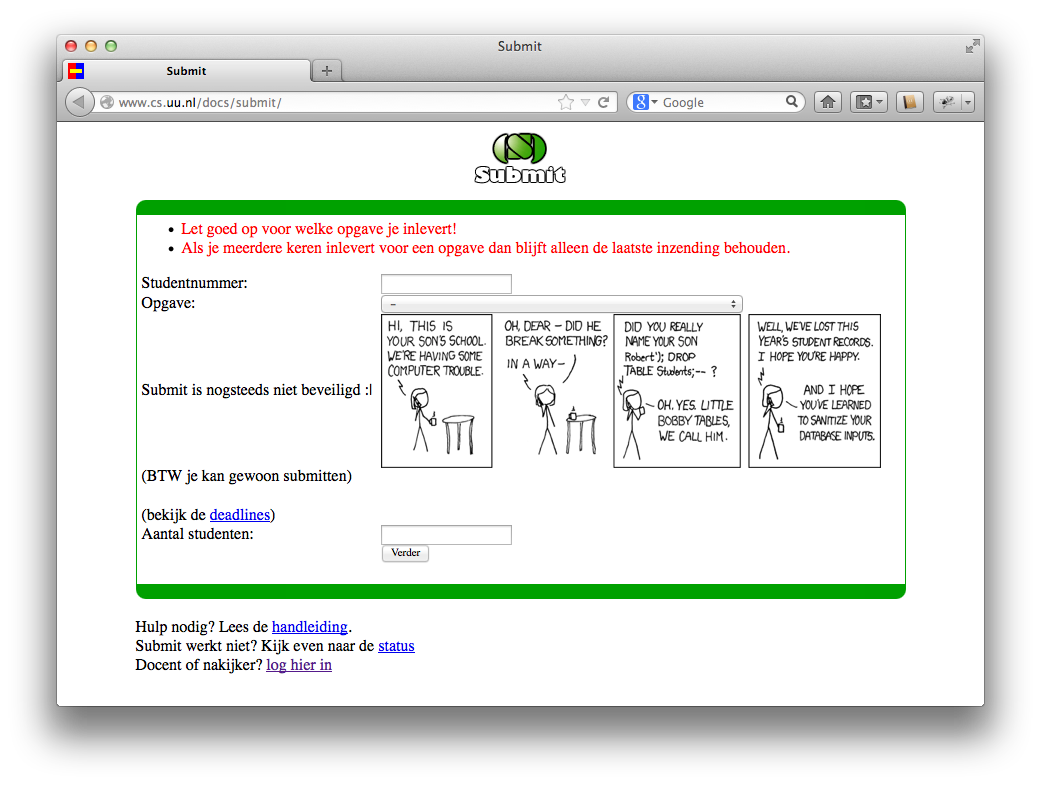 Submit
Submit
+
www.cs.uu.nl/docs/submit/
8 Google
Submit
Let goed op voor welke opgave je inlevert!
Als je meerdere keren inlevert voor een opgave dan blijft alleen de laatste inzending behouden.
Studentnummer:
Opgave:
–
Submit is nogsteeds niet beveiligd :|
HI, THIS IS
YOUR SON'S SCHOOL.
WE'RE HAVING SOME
COMPUTER TROUBLE.
OH, DEAR – DID HE
BREAK SOMETHING?
IN A WAY–
DID YOU REALLY
NAME YOUR SON
Robert'); DROP
TABLE Students;-- ?
OH. YES. LITTLE
BOBBY TABLES,
WE CALL HIM.
WELL, WE'VE LOST THIS
YEAR'S STUDENT RECORDS.
I HOPE YOU'RE HAPPY.
AND I HOPE
YOU'VE LEARNED
TO SANITIZE YOUR
DATABASE INPUTS.
(BTW je kan gewoon submitten)
(bekijk de deadlines)
Aantal studenten:
Verder
Hulp nodig? Lees de handleiding.
Submit werkt niet? Kijk even naar de status
Docent of nakijker? log hier in